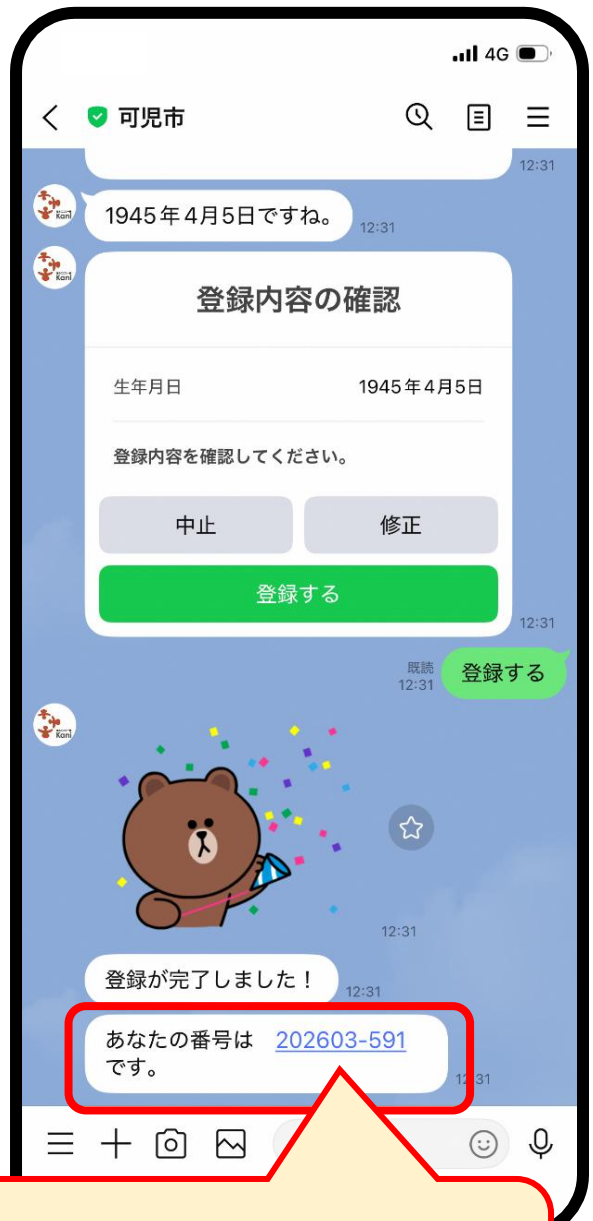 4G
可児市
12:31
1945年4月5日ですね。
12:31
Kani
Kani
登録内容の確認
生年月日 1945年4月5日
登録内容を確認してください。
中止 修正
登録する
12:31
既読
12:31
登録する
Kani
12:31
登録が完了しました！
12:31
あなたの番号は 202603-591
です。
12:31